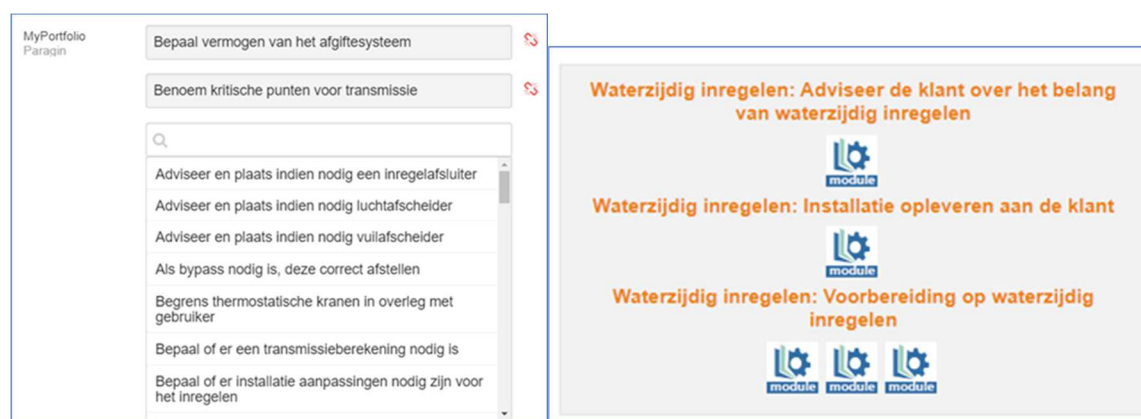 MyPortfolio
Paragin
Bepaal vermogen van het afgiftesysteem
Benoem kritische punten voor transmissie
Adviseer en plaats indien nodig een inregelafsluiter
Adviseer en plaats indien nodig luchtafscheider
Adviseer en plaats indien nodig vuilafscheider
Als bypass nodig is, deze correct afstellen
Begrens thermostatische kranen in overleg met
gebruiker
Bepaal of er een transmissieberekening nodig is
Bepaal of er installatie aanpassingen nodig zijn voor
het inregelen
Waterzijdig inregelen: Adviseer de klant over het belang
van waterzijdig inregelen
module
Waterzijdig inregelen: Installatie opleveren aan de klant
module
Waterzijdig inregelen: Voorbereiding op waterzijdig
inregelen
module module module